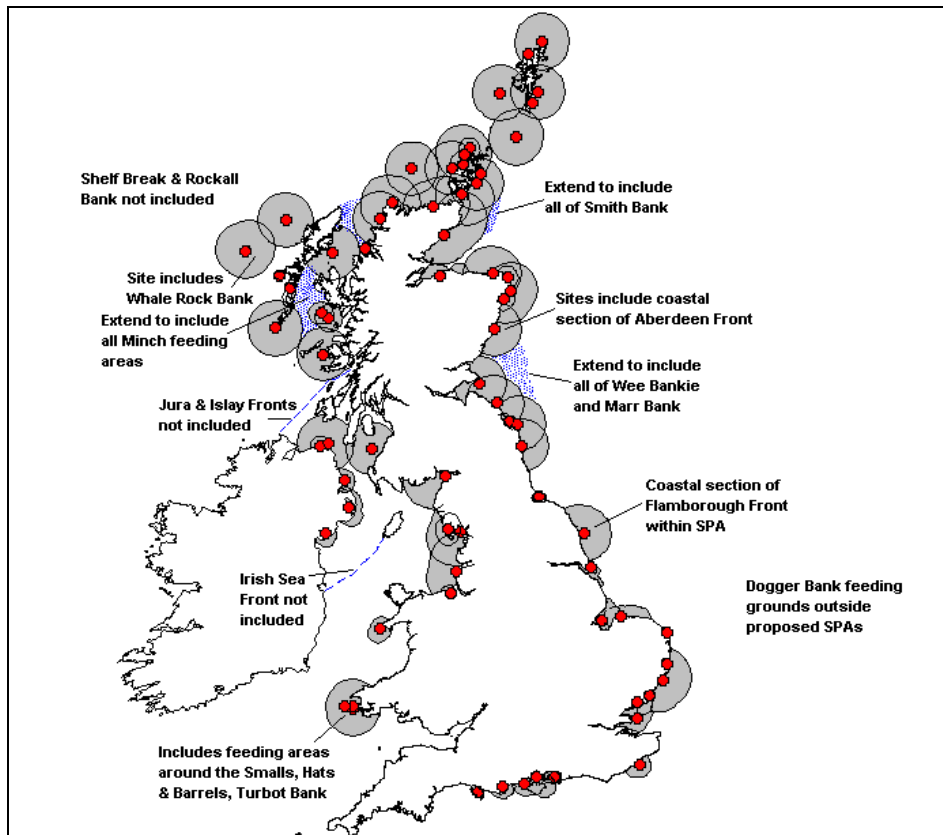 Shelf Break & Rockall
Bank not included
Extend to include
all of Smith Bank
Site includes
Whale Rock Bank
Extend to include
all Minch feeding
areas
Sites include coastal
section of Aberdeen Front
Extend to include
all of Wee Bankie
and Marr Bank
Jura & Islay Fronts
not included
Coastal section of
Flamborough Front
within SPA
Irish Sea
Front not
included
Dogger Bank feeding
grounds outside
proposed SPAs
Includes feeding areas
around the Smalls, Hats
& Barrels, Turbot Bank